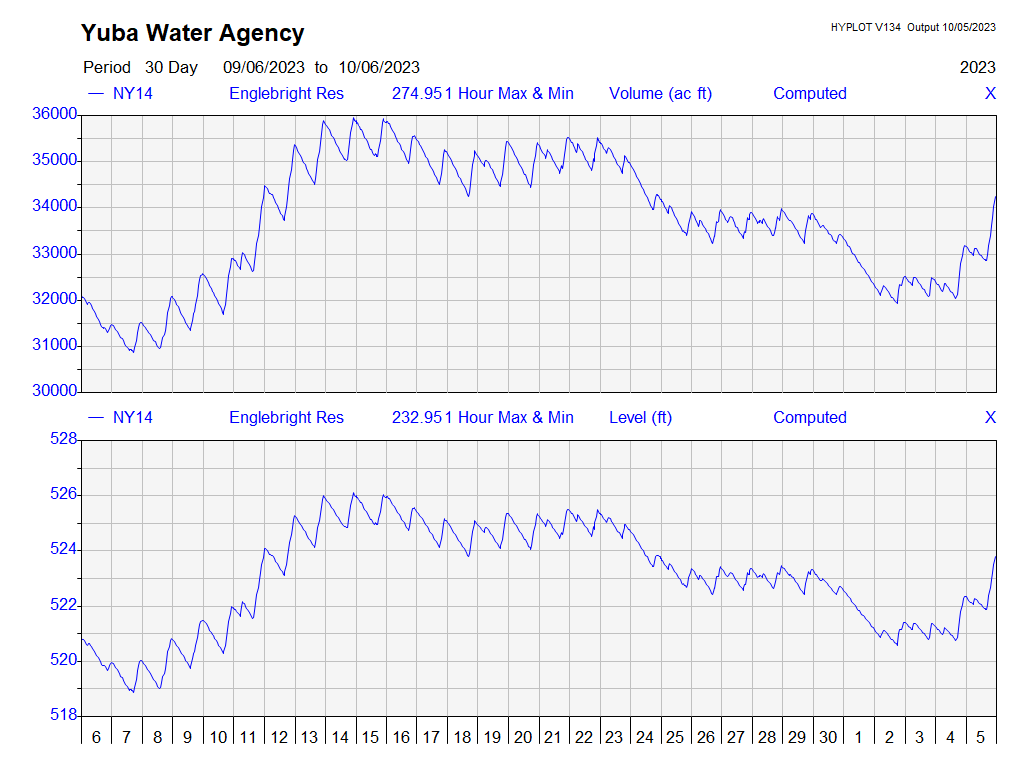 Yuba Water Agency
HYPLOT V134 Output 10/05/2023
Period 30 Day 09/06/2023 to 10/06/2023 2023
NY14 Englebright Res 274.951 Hour Max & Min Volume (ac ft) Computed X
36000
35000
34000
33000
32000
31000
30000
NY14 Englebright Res 232.951 Hour Max & Min Level (ft) Computed X
528
526
524
522
520
518
6 7 8 9 10 11 12 13 14 15 16 17 18 19 20 21 22 23 24 25 26 27 28 29 30 1 2 3 4 5